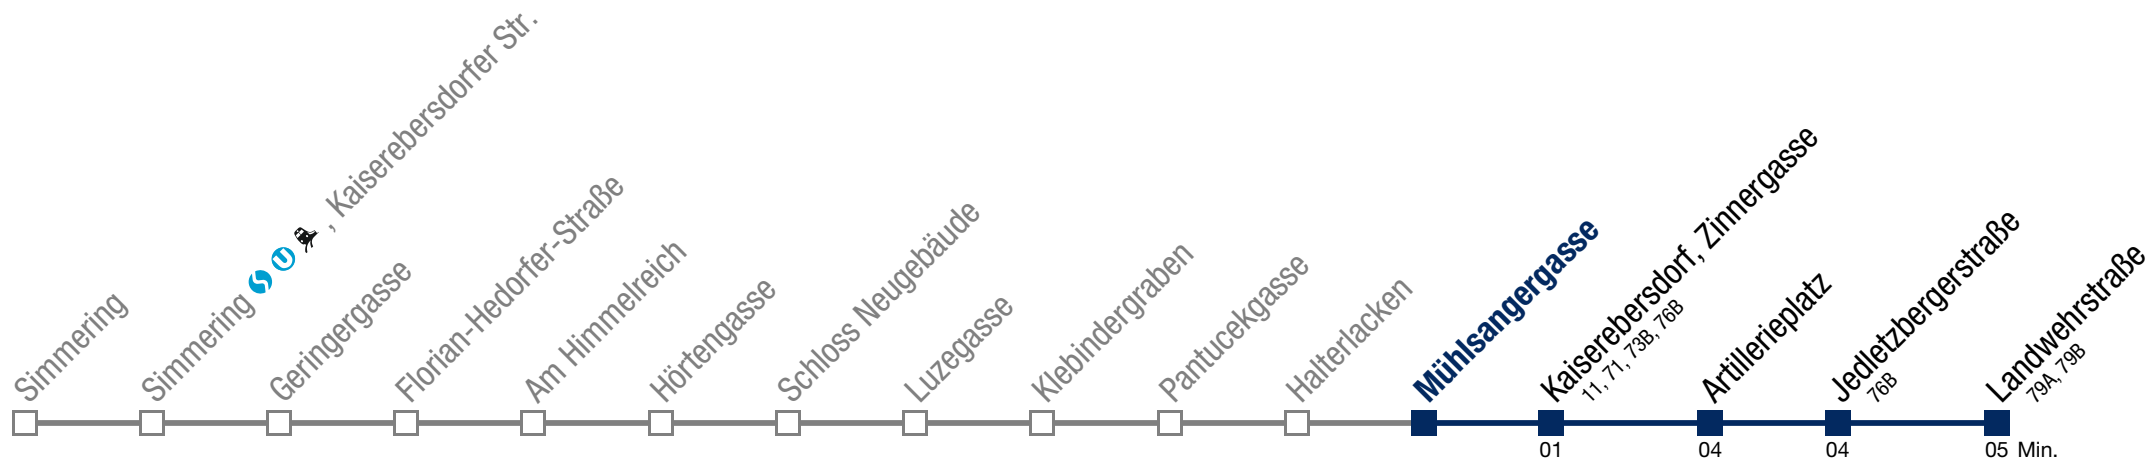 Simmering
Simmering S U , Kaiserebersdorfer Str.
Geringergasse
Florian-Hedorfer-Straße
Am Himmelreich
Hörtengasse
Schloss Neugebäude
Luzegasse
Klebindergraben
Pantucekgasse
Halterlacken
Mühlsangergasse
Kaiserebersdorf, Zinnergasse
11, 71, 73B, 76B
Artillerieplatz
Jedletzbergerstraße
76B
Landwehrstraße
79A, 79B
01
04
04
05 Min.